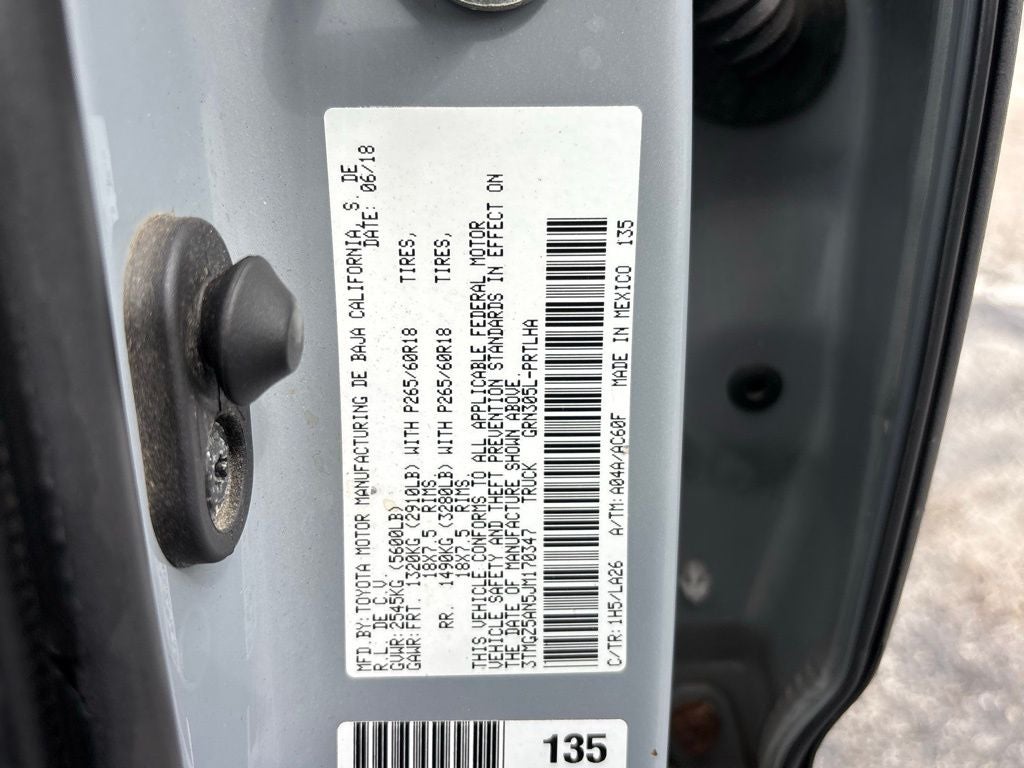 MFD.BY: TOYOTA MOTOR MANUFACTURING DE BAJA CALIFORNIA, S. DE
R.L. DE C.V. DATE: 06/18
GVWR: 2545KG (5600LB)
GAWR: FRT. 1320KG (2910LB) WITH P265/60R18 TIRES,
18X7.5 RIMS
RR. 1490KG (3280LB) WITH P265/60R18 TIRES,
18X7.5 RIMS
THIS VEHICLE CONFORMS TO ALL APPLICABLE FEDERAL MOTOR
VEHICLE SAFETY AND THEFT PREVENTION STANDARDS IN EFFECT ON
THE DATE OF MANUFACTURE SHOWN ABOVE.
3TMGZ5AN5JM170347 TRUCK GRN305L-PRTLHA
C/TR: 1H5/LA26 A/TM: A04A/AC60F MADE IN MEXICO 135
135